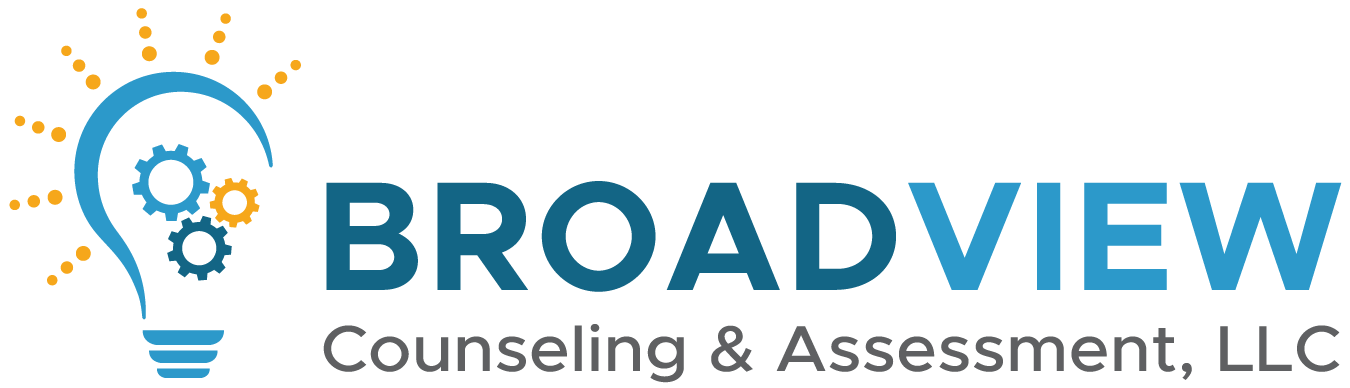 BROADVIEW
Counseling & Assessment, LLC